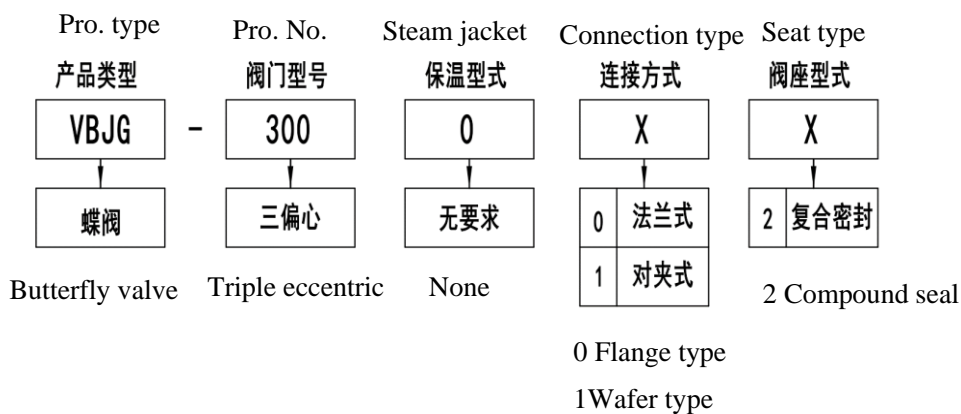 Pro. type Pro. No. Steam jacket Connection type Seat type
产品类型 阀门型号 保温型式 连接方式 阀座型式
VBJG - 300 0 X X
蝶阀 三偏心 无要求 0 法兰式 2 复合密封
1 对夹式
Butterfly valve Triple eccentric None 2 Compound seal
0 Flange type
1Wafer type